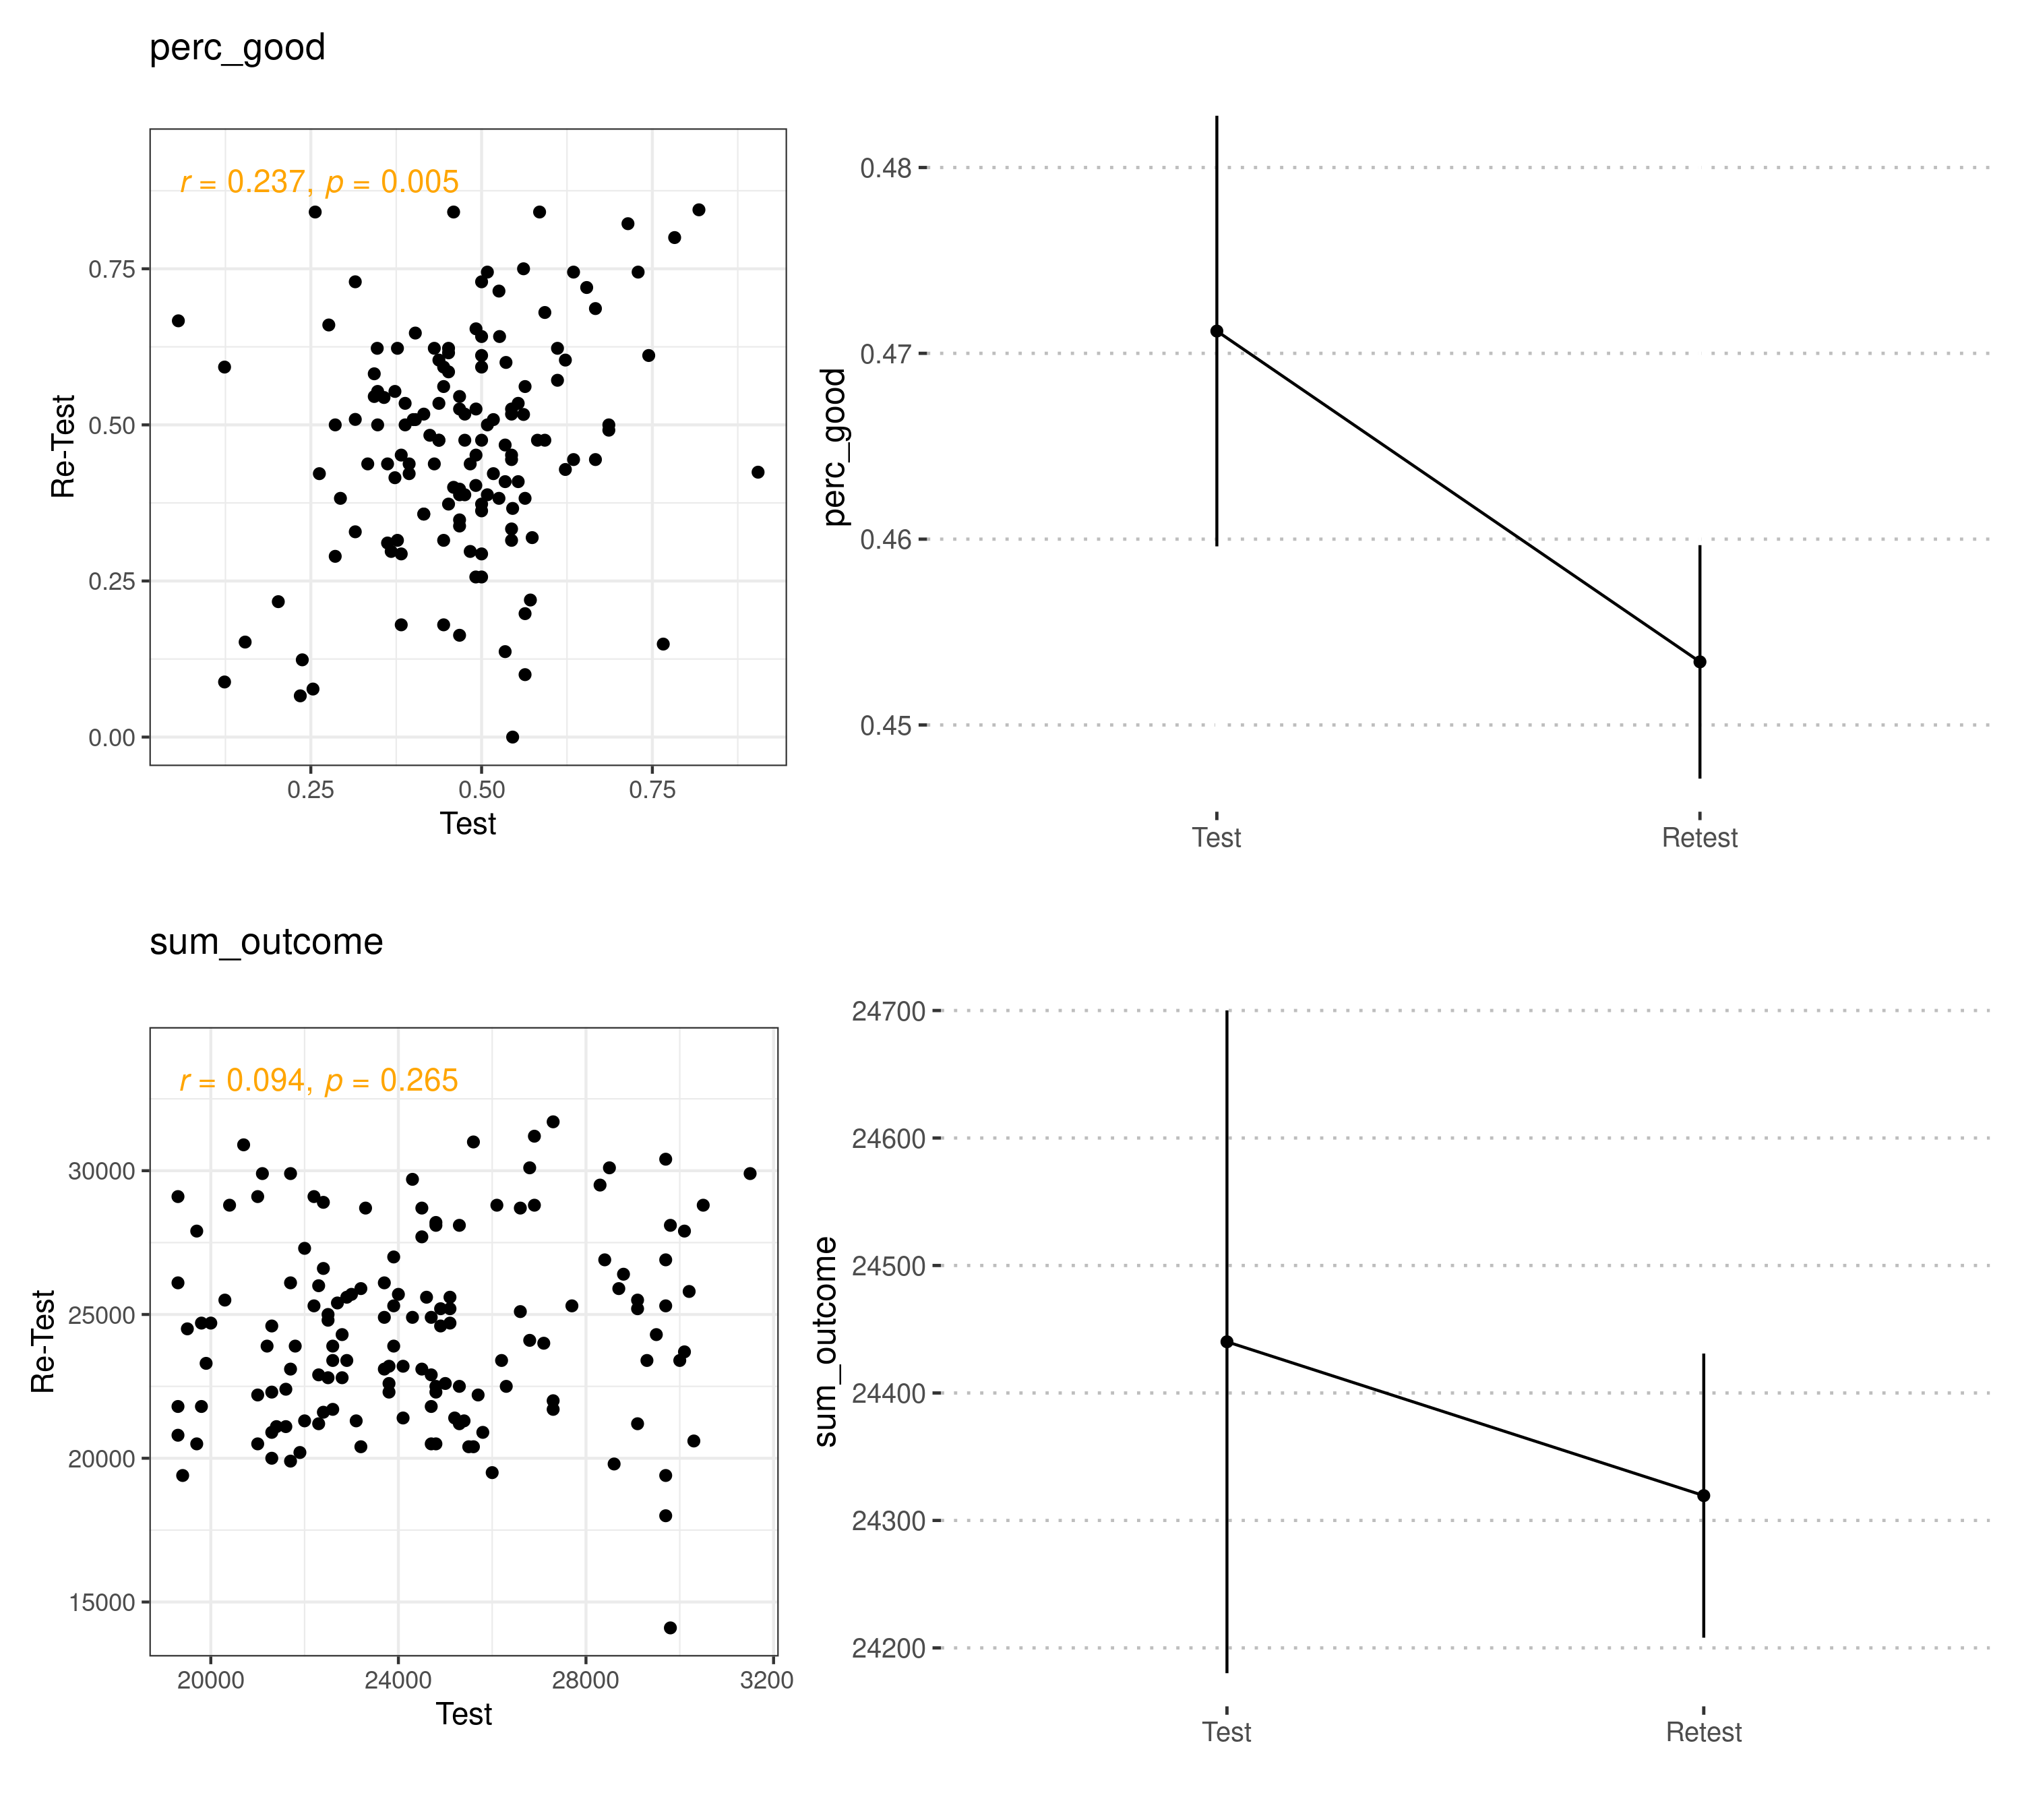 perc_good
r = 0.237, p = 0.005
0.75
0.50
0.25
0.00
Re-Test
0.25 0.50 0.75
Test
0.48
0.47
0.46
0.45
perc_good
Test Retest
sum_outcome
r = 0.094, p = 0.265
30000
25000
20000
15000
Re-Test
20000 24000 28000 3200
Test
24700
24600
24500
24400
24300
24200
sum_outcome
Test Retest